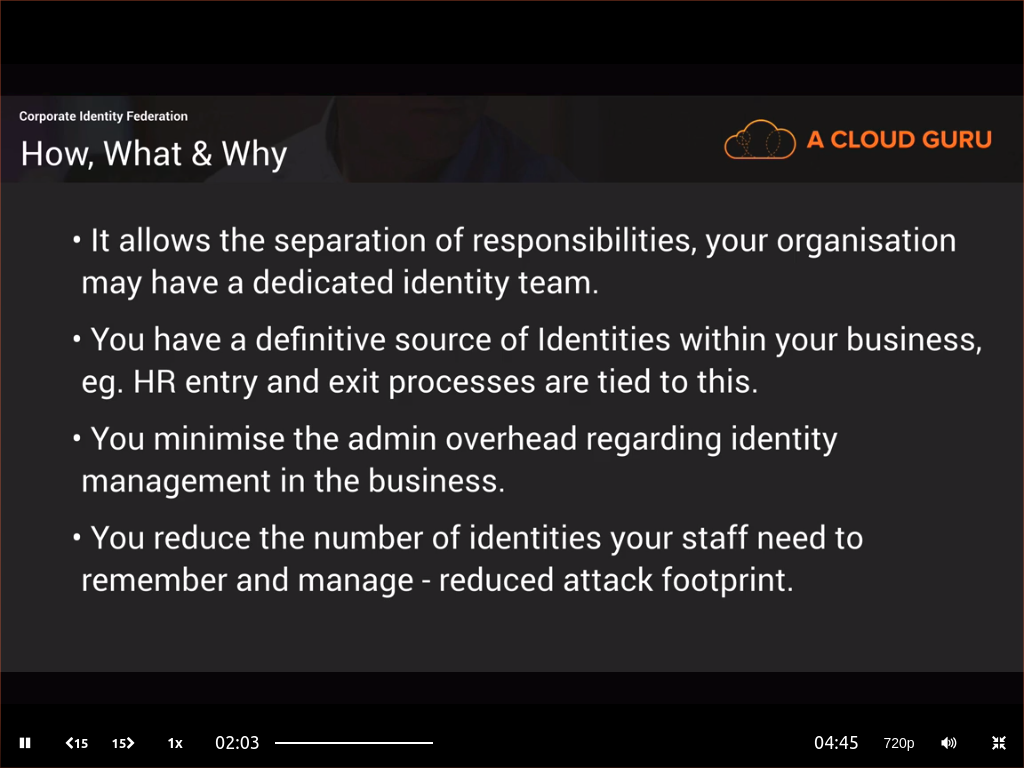 Corporate Identity Federation
How, What & Why
A CLOUD GURU
• It allows the separation of responsibilities, your organisation
may have a dedicated identity team.
• You have a definitive source of Identities within your business,
eg. HR entry and exit processes are tied to this.
• You minimise the admin overhead regarding identity
management in the business.
• You reduce the number of identities your staff need to
remember and manage - reduced attack footprint.
15 15 1x 02:03 04:45 720p